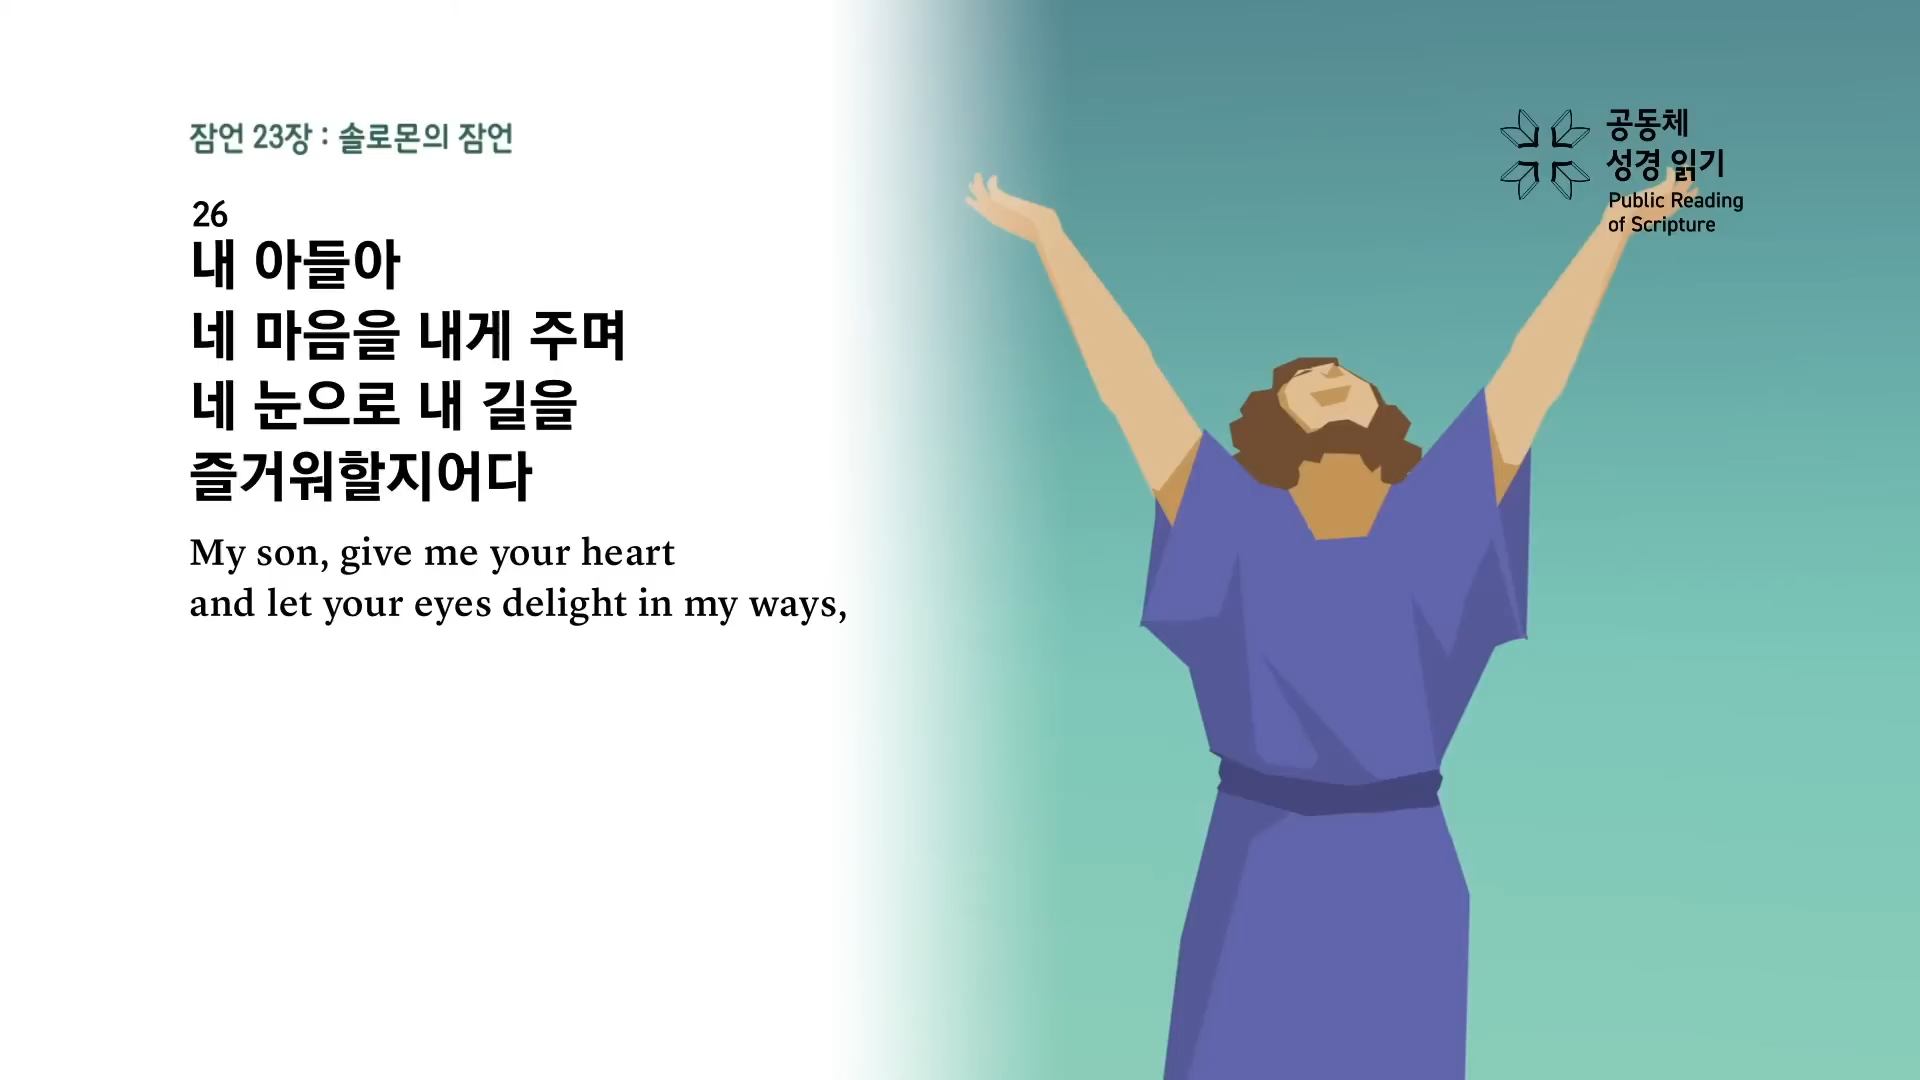 잠언 23장 : 솔로몬의 잠언
26
내 아들아
네 마음을 내게 주며
네 눈으로 내 길을
즐거워할지어다
My son, give me your heart
and let your eyes delight in my ways,
공동체
성경 읽기
Public Reading
of Scripture